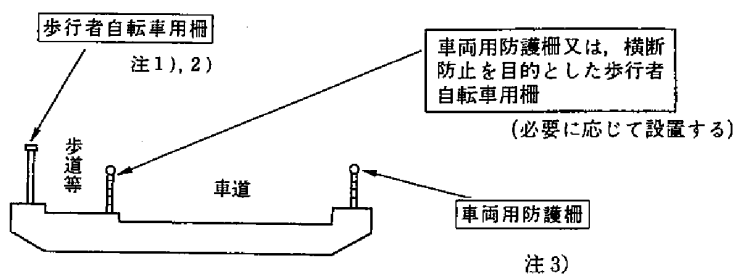 歩行者自転車用柵
注1), 2)
車両用防護柵又は, 横断
防止を目的とした歩行者
自転車用柵
(必要に応じて設置する)
歩道等
車道
車両用防護柵
注3)